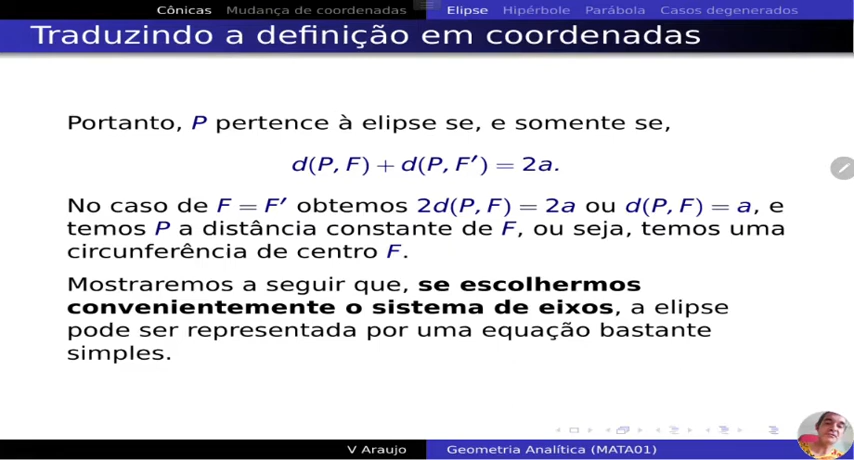 Cônicas Mudança de coordenadas Elipse Hipérbole Parábola Casos degenerados
Traduzindo a definição em coordenadas
Portanto, P pertence à elipse se, e somente se,
d(P, F) + d(P, F′) = 2a.
No caso de F = F′ obtemos 2d(P, F) = 2a ou d(P, F) = a, e
temos P a distância constante de F, ou seja, temos uma
circunferência de centro F.
Mostraremos a seguir que, se escolhermos
convenientemente o sistema de eixos, a elipse
pode ser representada por uma equação bastante
simples.
V Araujo Geometria Analítica (MATA01)